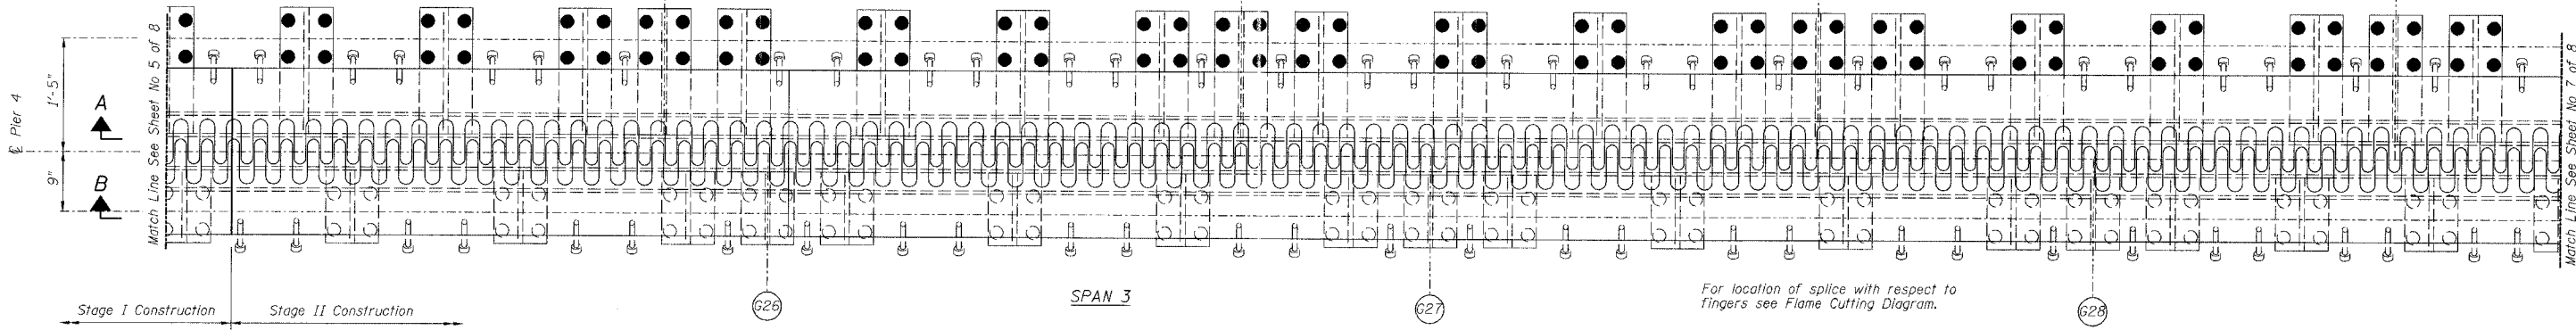 ℄ Pier 4
1'-5"
9"
A
B
Match Line See Sheet No 5 of 8
Match Line See Sheet No 7 of 8
Stage I Construction
Stage II Construction
G26
SPAN 3
G27
For location of splice with respect to
fingers see Flame Cutting Diagram.
G28